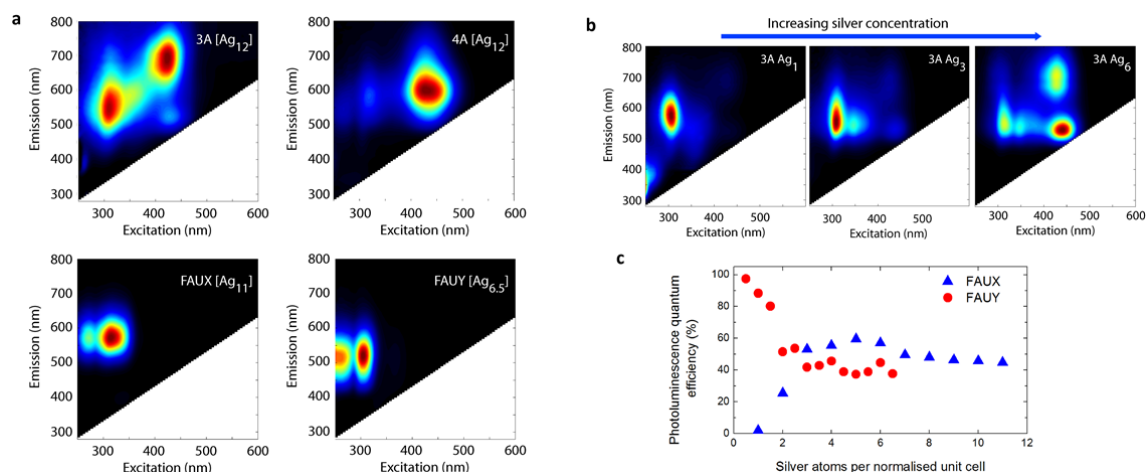 a
3A [Ag12]
800
700
600
500
400
300
Emission (nm)
300 400 500 600
Excitation (nm)
4A [Ag12]
800
700
600
500
400
300
Emission (nm)
300 400 500 600
Excitation (nm)
FAUX [Ag11]
800
700
600
500
400
300
Emission (nm)
300 400 500 600
Excitation (nm)
FAUY [Ag6.5]
800
700
600
500
400
300
Emission (nm)
300 400 500 600
Excitation (nm)
b
Increasing silver concentration
3A Ag1
3A Ag3
3A Ag6
800
700
600
500
400
300
Emission (nm)
300 400 500
Excitation (nm)
300 400 500
Excitation (nm)
300 400 500 600
Excitation (nm)
c
FAUX
FAUY
100
80
60
40
20
0
Photoluminescence quantum
efficiency (%)
0 2 4 6 8 10 12
Silver atoms per normalised unit cell